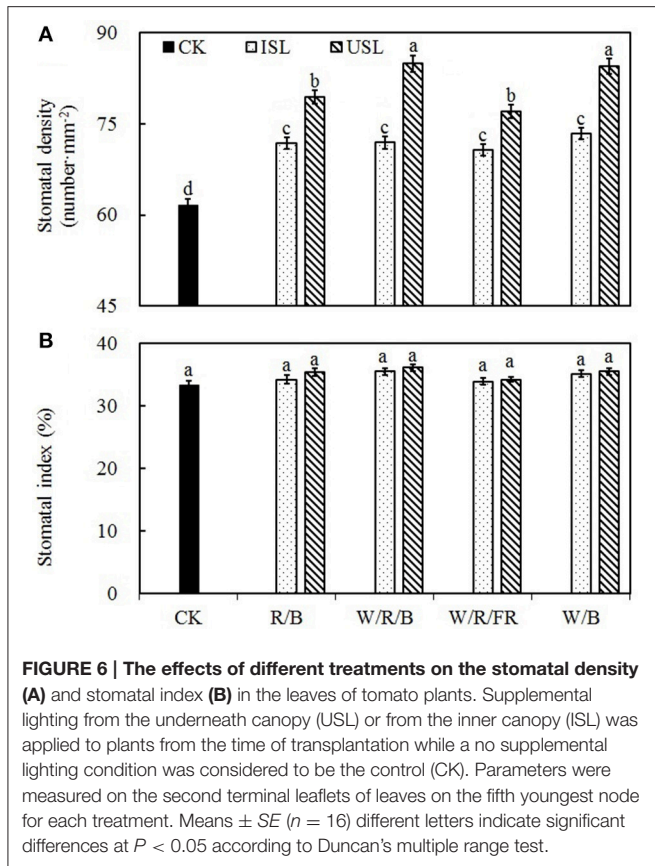 A
90
CK ISL USL
a
a
b
b
75
c
c
c
c
d
60
45
Stomatal density
(number·mm-2)
B
40
a a a a a a a a a
30
20
10
0
Stomatal index (%)
CK R/B W/R/B W/R/FR W/B
FIGURE 6 | The effects of different treatments on the stomatal density
(A) and stomatal index (B) in the leaves of tomato plants. Supplemental
lighting from the underneath canopy (USL) or from the inner canopy (ISL) was
applied to plants from the time of transplantation while a no supplemental
lighting condition was considered to be the control (CK). Parameters were
measured on the second terminal leaflets of leaves on the fifth youngest node
for each treatment. Means ± SE (n = 16) different letters indicate significant
differences at P < 0.05 according to Duncan's multiple range test.